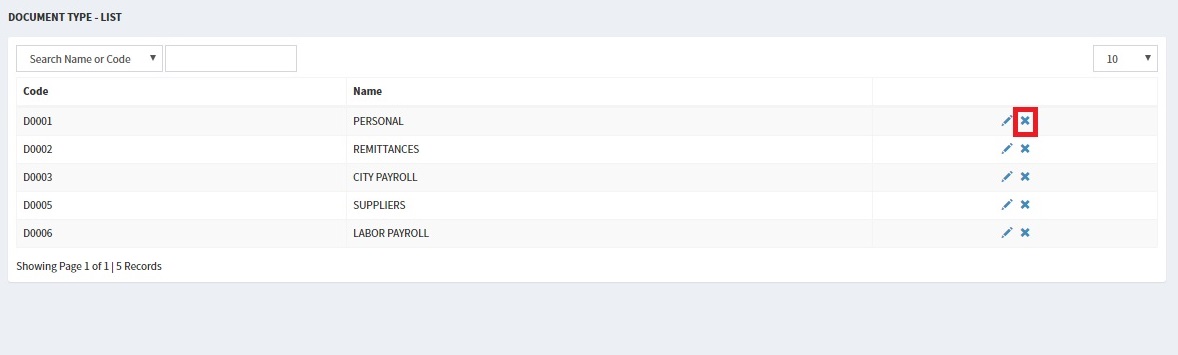 DOCUMENT TYPE - LIST
Search Name or Code 10
Code Name
D0001 PERSONAL
D0002 REMITTANCES
D0003 CITY PAYROLL
D0005 SUPPLIERS
D0006 LABOR PAYROLL
Showing Page 1 of 1 | 5 Records